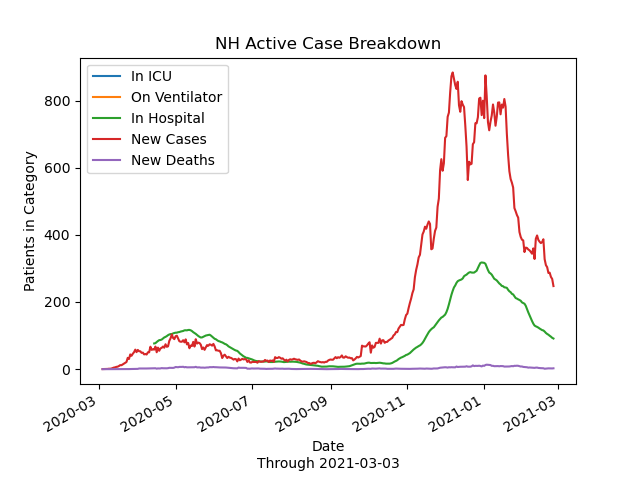 NH Active Case Breakdown
In ICU
On Ventilator
In Hospital
New Cases
New Deaths
Patients in Category
800
600
400
200
0
2020-03
2020-05
2020-07
2020-09
2020-11
2021-01
2021-03
Date
Through 2021-03-03